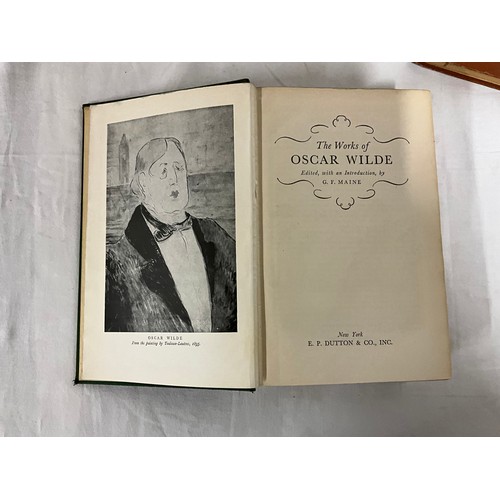 OSCAR WILDE
From the painting by Toulouse-Lautrec, 1895
The Works of
OSCAR WILDE
Edited, with an Introduction, by
G. F. MAINE
New York
E. P. DUTTON & CO., INC.